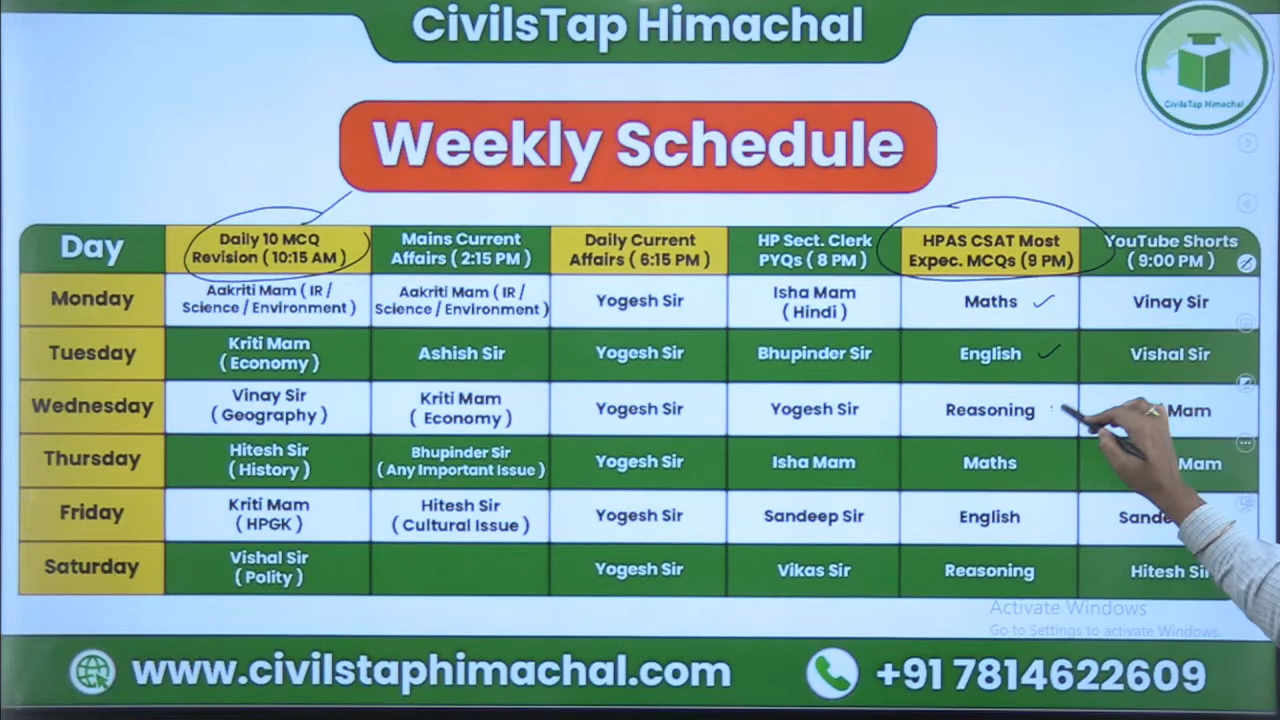 CivilsTap Himachal
CivilsTap Himachal
Weekly Schedule
Day
Daily 10 MCQ
Revision ( 10:15 AM )
Mains Current
Affairs ( 2:15 PM )
Daily Current
Affairs ( 6:15 PM )
HP Sect. Clerk
PYQs ( 8 PM )
HPAS CSAT Most
Expec. MCQs (9 PM)
YouTube Shorts
( 9:00 PM )
Monday
Aakriti Mam ( IR /
Science / Environment )
Aakriti Mam ( IR /
Science / Environment )
Yogesh Sir
Isha Mam
( Hindi )
Maths
Vinay Sir
Tuesday
Kriti Mam
( Economy )
Ashish Sir
Yogesh Sir
Bhupinder Sir
English
Vishal Sir
Wednesday
Vinay Sir
( Geography )
Kriti Mam
( Economy )
Yogesh Sir
Yogesh Sir
Reasoning
Mam
Thursday
Hitesh Sir
( History )
Bhupinder Sir
( Any Important Issue )
Yogesh Sir
Isha Mam
Maths
Mam
Friday
Kriti Mam
( HPGK )
Hitesh Sir
( Cultural Issue )
Yogesh Sir
Sandeep Sir
English
Saturday
Vishal Sir
( Polity )
Yogesh Sir
Vikas Sir
Reasoning
Hitesh Sir
Activate Windows
Go to Settings to activate Windows.
www.civilstaphimachal.com
+91 7814622609